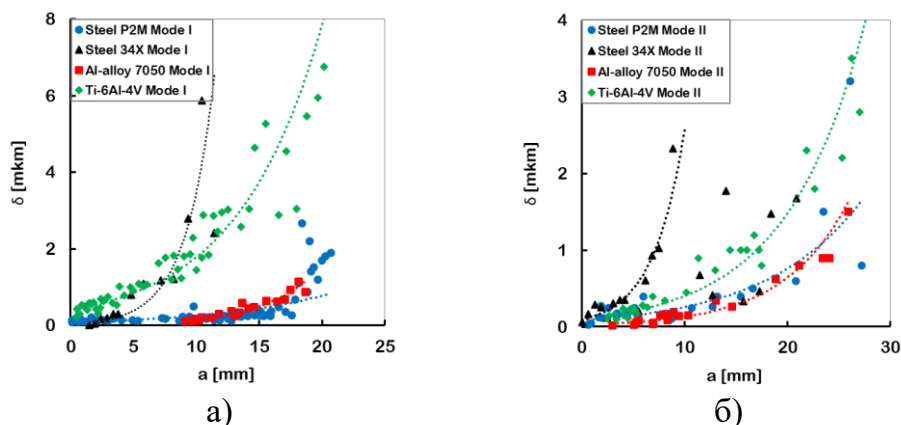 8
6
4
2
0
δ [mkm]
Steel P2M Mode I
Steel 34X Mode I
Al-alloy 7050 Mode I
Ti-6Al-4V Mode I
0 5 10 15 20 25
a [mm]
а)
4
3
2
1
0
δ [mkm]
Steel P2M Mode II
Steel 34X Mode II
Al-alloy 7050 Mode II
Ti-6Al-4V Mode II
0 10 20 30
a [mm]
б)